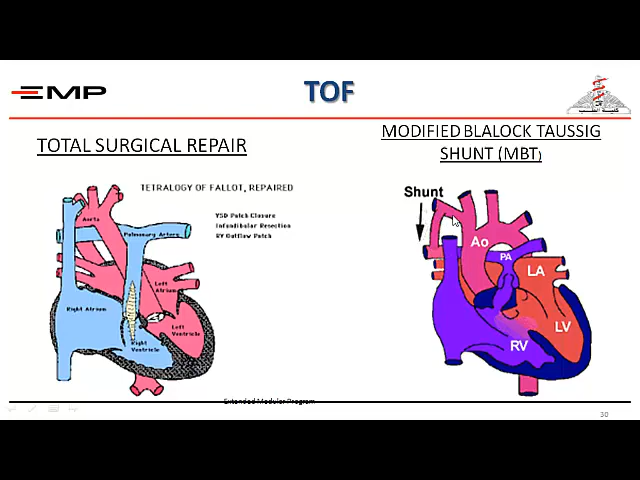 EMP
TOF
كلية الطب
TOTAL SURGICAL REPAIR
MODIFIED BLALOCK TAUSSIG
SHUNT (MBT)
TETRALOGY OF FALLOT, REPAIRED
VSD Patch Closure
Infundibular Resection
RV Outflow Patch
Aorta
Pulmonary Artery
Left
Atrium
Right Atrium
Left
Ventricle
Right
Ventricle
Shunt
Ao
PA
LA
LV
RV
Extended Modular Program
30